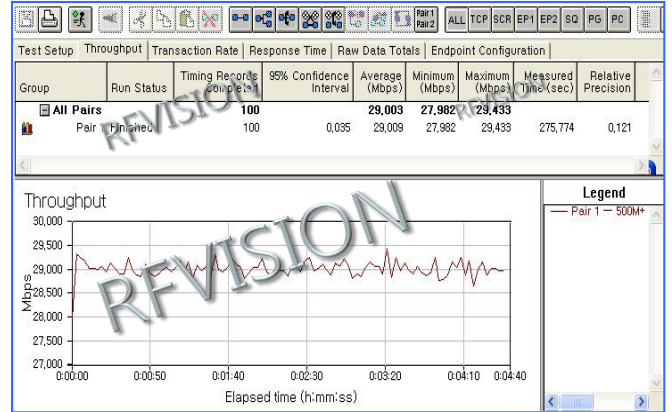 Pair 1
Pair 2
ALL TCP SCR EP1 EP2 SQ PG PC
Test Setup Throughput Transaction Rate Response Time Raw Data Totals Endpoint Configuration
Group Run Status Timing Records Completed 95% Confidence Interval Average (Mbps) Minimum (Mbps) Maximum (Mbps) Measured Time (sec) Relative Precision
All Pairs 100 29,003 27,982 29,433
Pair 1 Finished 100 0,035 29,009 27,982 29,433 275,774 0,121
RFVISION
RFVISION
Throughput
Legend
Pair 1 — 500M+
RFVISION
Mbps
30,000
29,500
29,000
28,500
28,000
27,500
27,000
0:00:00 0:00:50 0:01:40 0:02:30 0:03:20 0:04:10 0:04:40
Elapsed time (h:mm:ss)